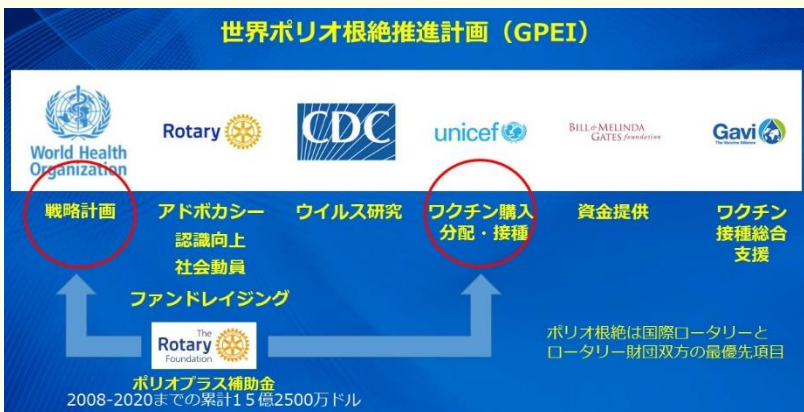 世界ポリオ根絶推進計画（GPEI）
World Health
Organization
Rotary
CDC
unicef
BILL & MELINDA
GATES foundation
Gavi
The Vaccine Alliance
戦略計画
アドボカシー
認識向上
社会動員
ファンドレイジング
ウイルス研究
ワクチン購入
分配・接種
資金提供
ワクチン
接種総合
支援
The
Rotary
Foundation
ポリオプラス補助金
2008-2020までの累計１５億2500万ドル
ポリオ根絶は国際ロータリーと
ロータリー財団双方の最優先項目